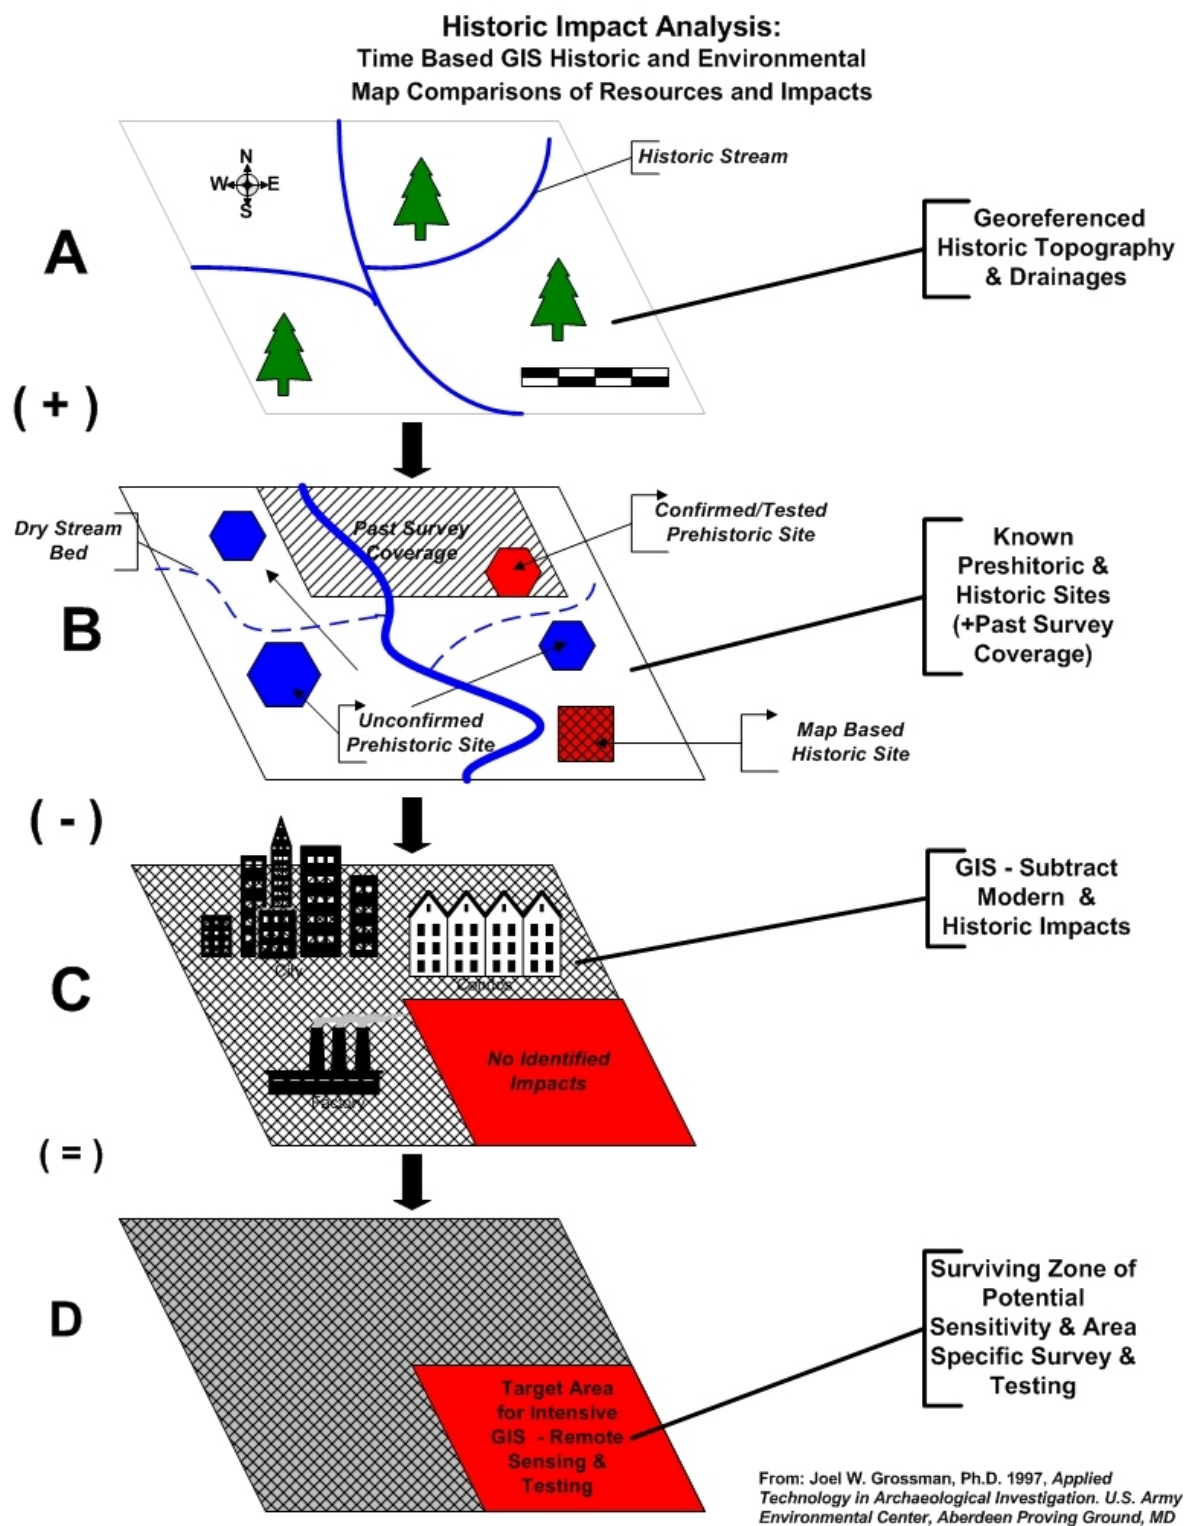 Historic Impact Analysis:
Time Based GIS Historic and Environmental
Map Comparisons of Resources and Impacts
N
W E
S
Historic Stream
A
Georeferenced
Historic Topography
& Drainages
( + )
Dry Stream
Bed
Past Survey
Coverage
Confirmed/Tested
Prehistoric Site
B
Known
Preshitoric &
Historic Sites
(+Past Survey
Coverage)
Unconfirmed
Prehistoric Site
Map Based
Historic Site
( - )
GIS - Subtract
Modern &
Historic Impacts
C
City
Condos
Factory
No Identified
Impacts
( = )
D
Surviving Zone of
Potential
Sensitivity & Area
Specific Survey &
Testing
Target Area
for Intensive
GIS - Remote
Sensing &
Testing
From: Joel W. Grossman, Ph.D. 1997, Applied
Technology in Archaeological Investigation. U.S. Army
Environmental Center, Aberdeen Proving Ground, MD